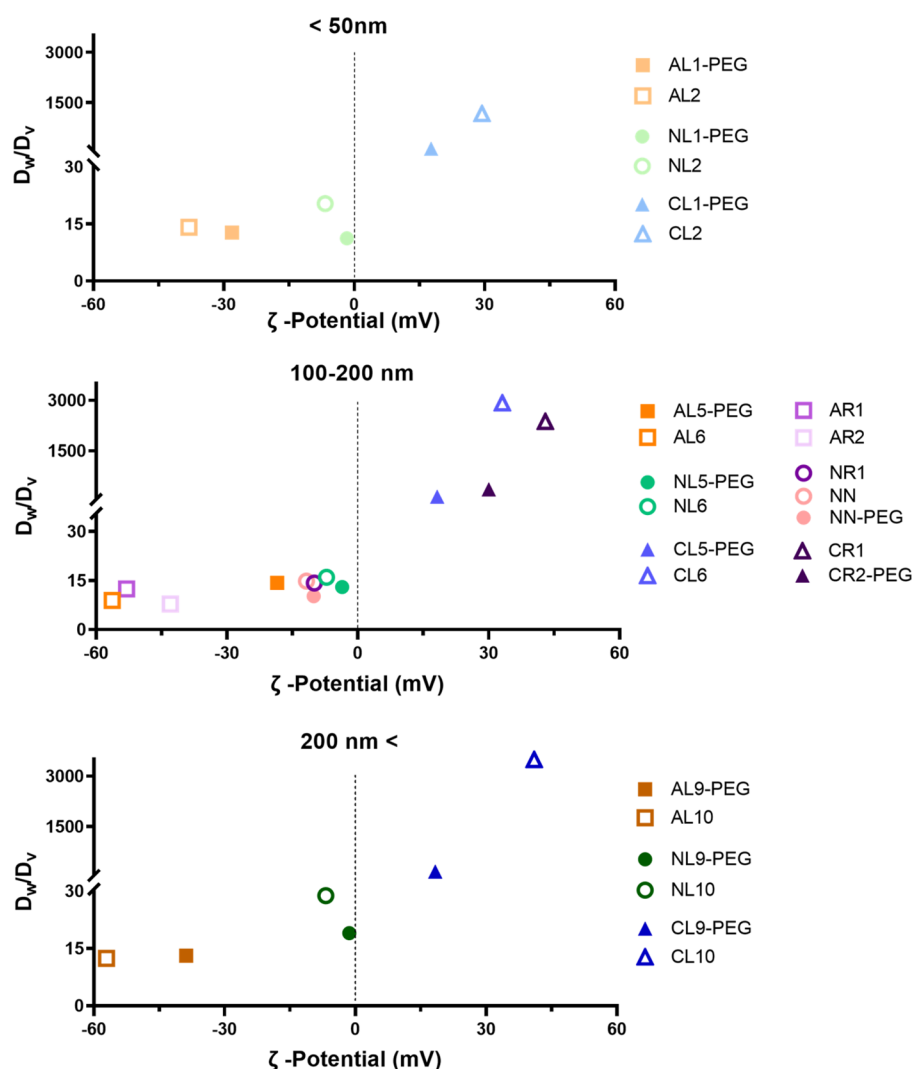 < 50nm
3000
1500
30
15
0
Dw/Dv
-60
-30
0
30
60
ζ -Potential (mV)
AL1-PEG
AL2
NL1-PEG
NL2
CL1-PEG
CL2
100-200 nm
3000
1500
30
15
0
Dw/Dv
-60
-30
0
30
60
ζ -Potential (mV)
AL5-PEG
AL6
NL5-PEG
NL6
CL5-PEG
CL6
AR1
AR2
NR1
NN
NN-PEG
CR1
CR2-PEG
200 nm <
3000
1500
30
15
0
Dw/Dv
-60
-30
0
30
60
ζ -Potential (mV)
AL9-PEG
AL10
NL9-PEG
NL10
CL9-PEG
CL10